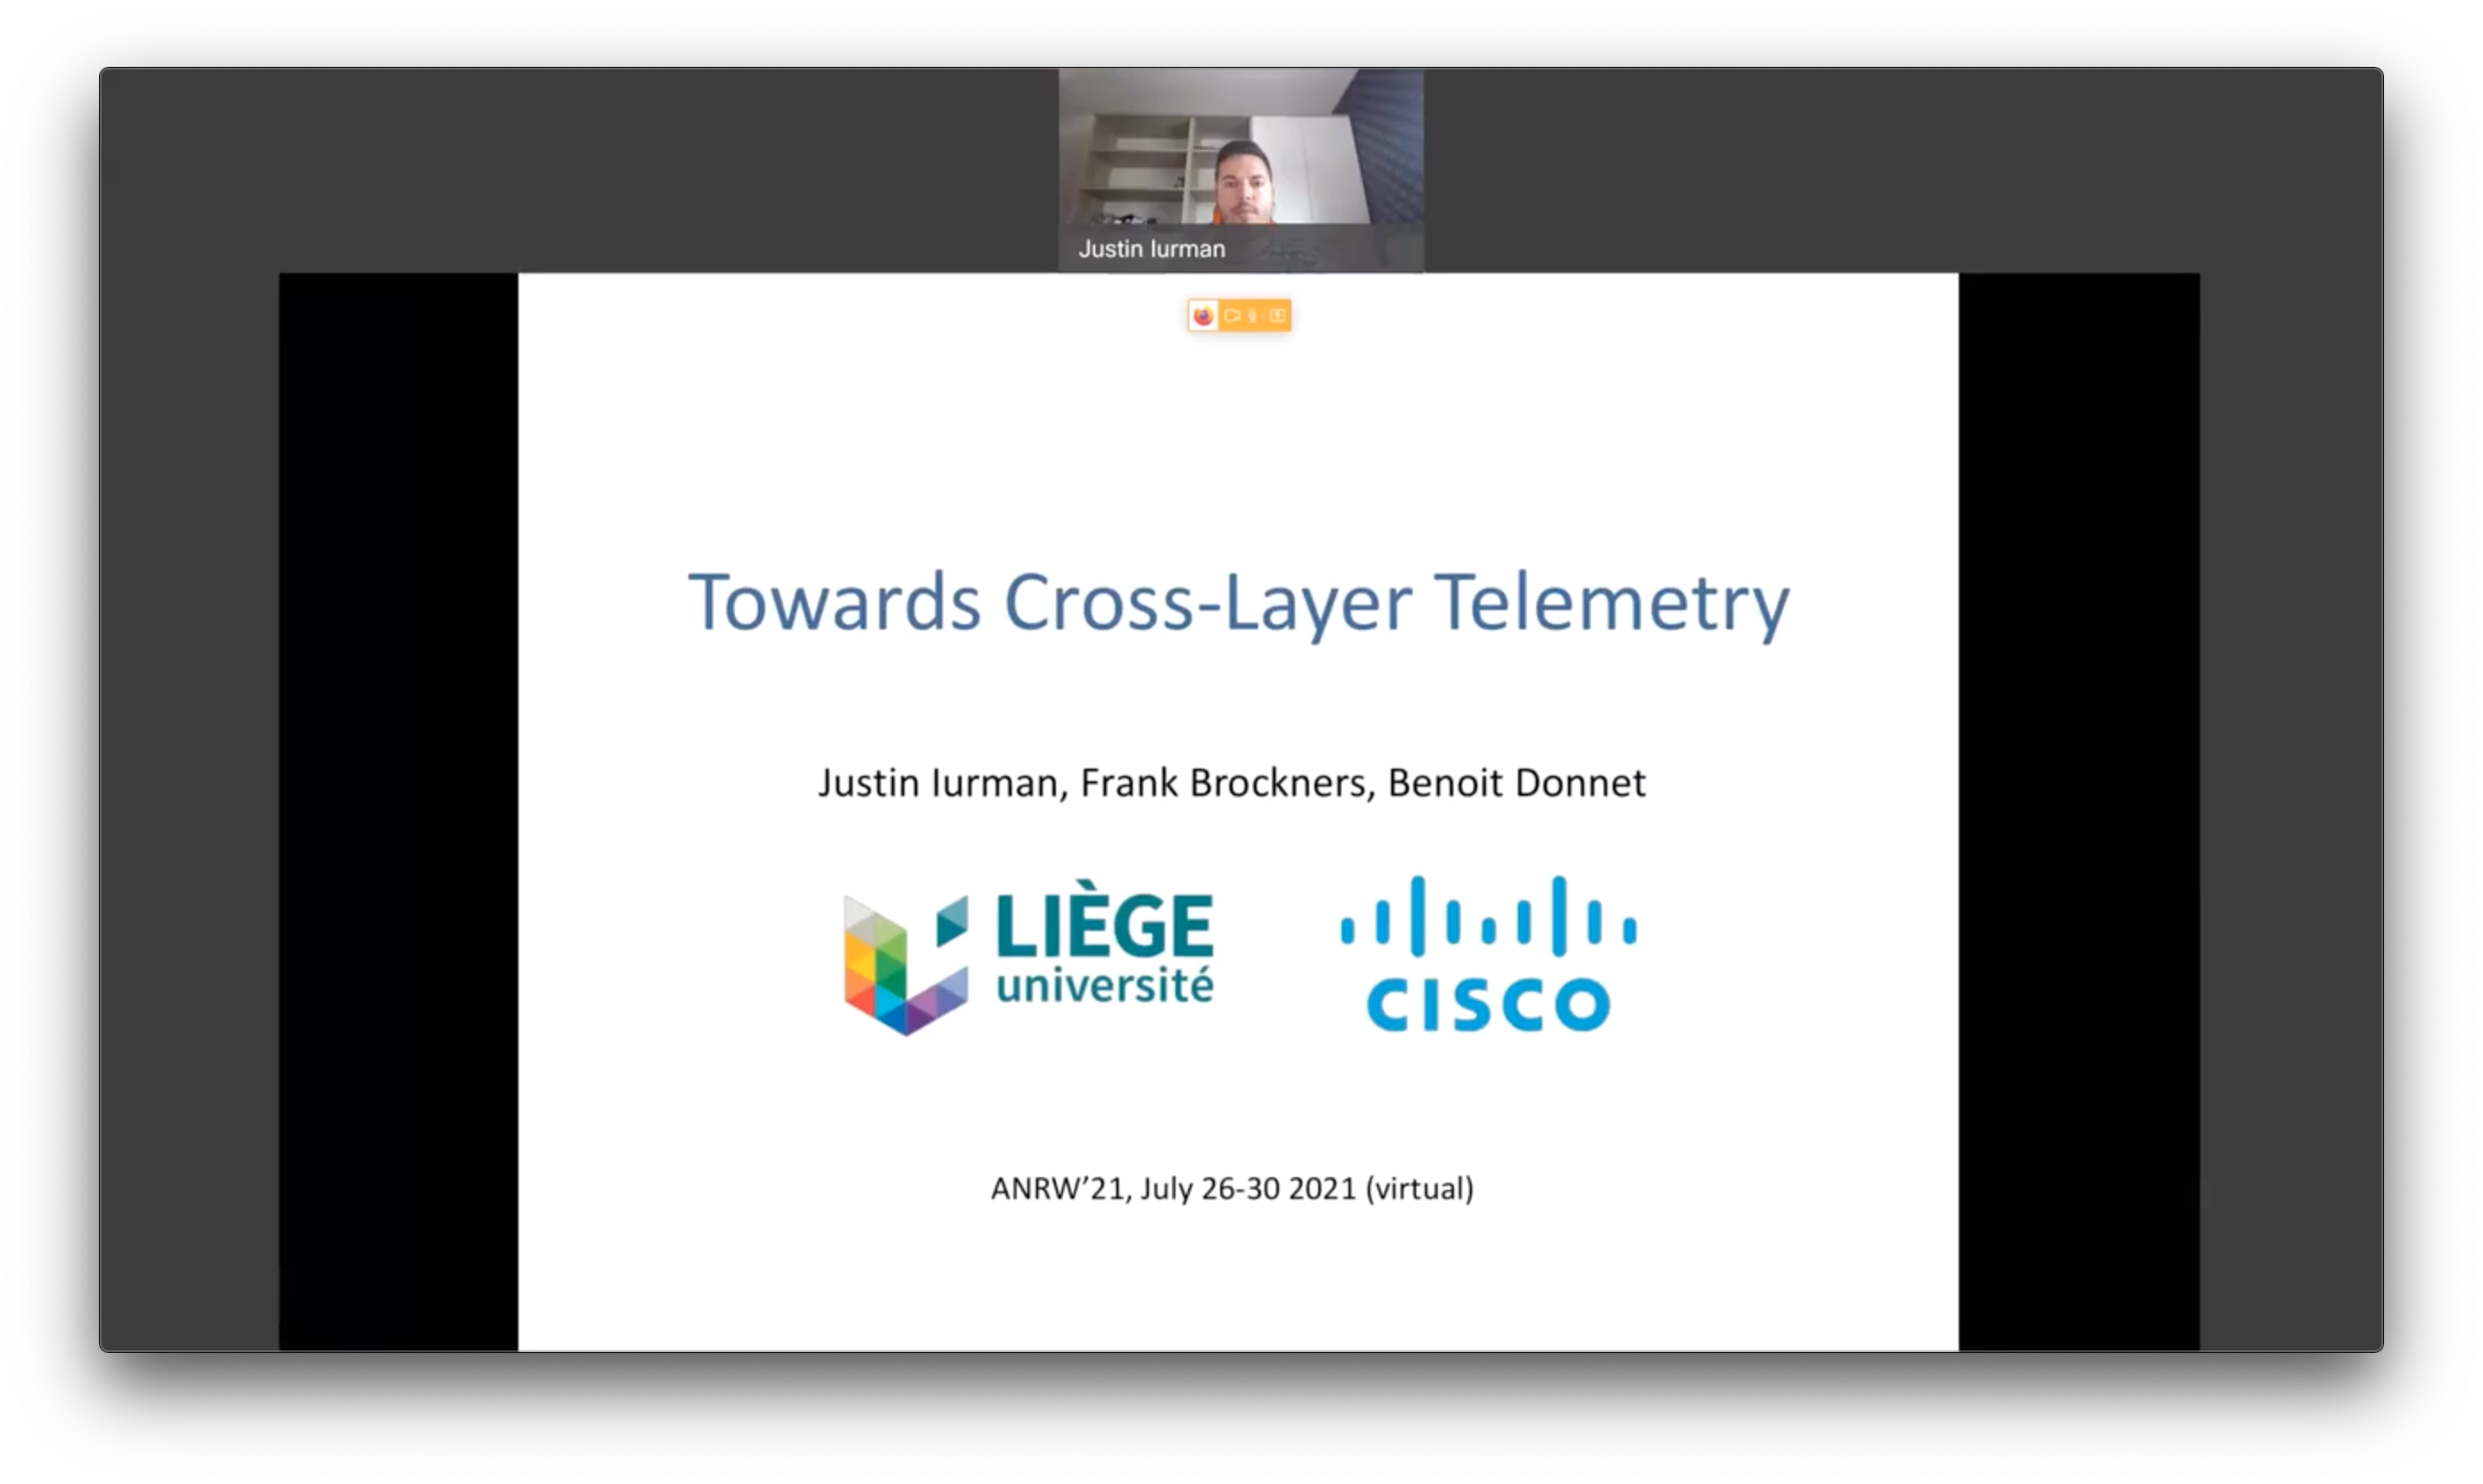 Justin Iurman
Towards Cross-Layer Telemetry
Justin Iurman, Frank Brockners, Benoit Donnet
LIÈGE
université
CISCO
ANRW’21, July 26-30 2021 (virtual)